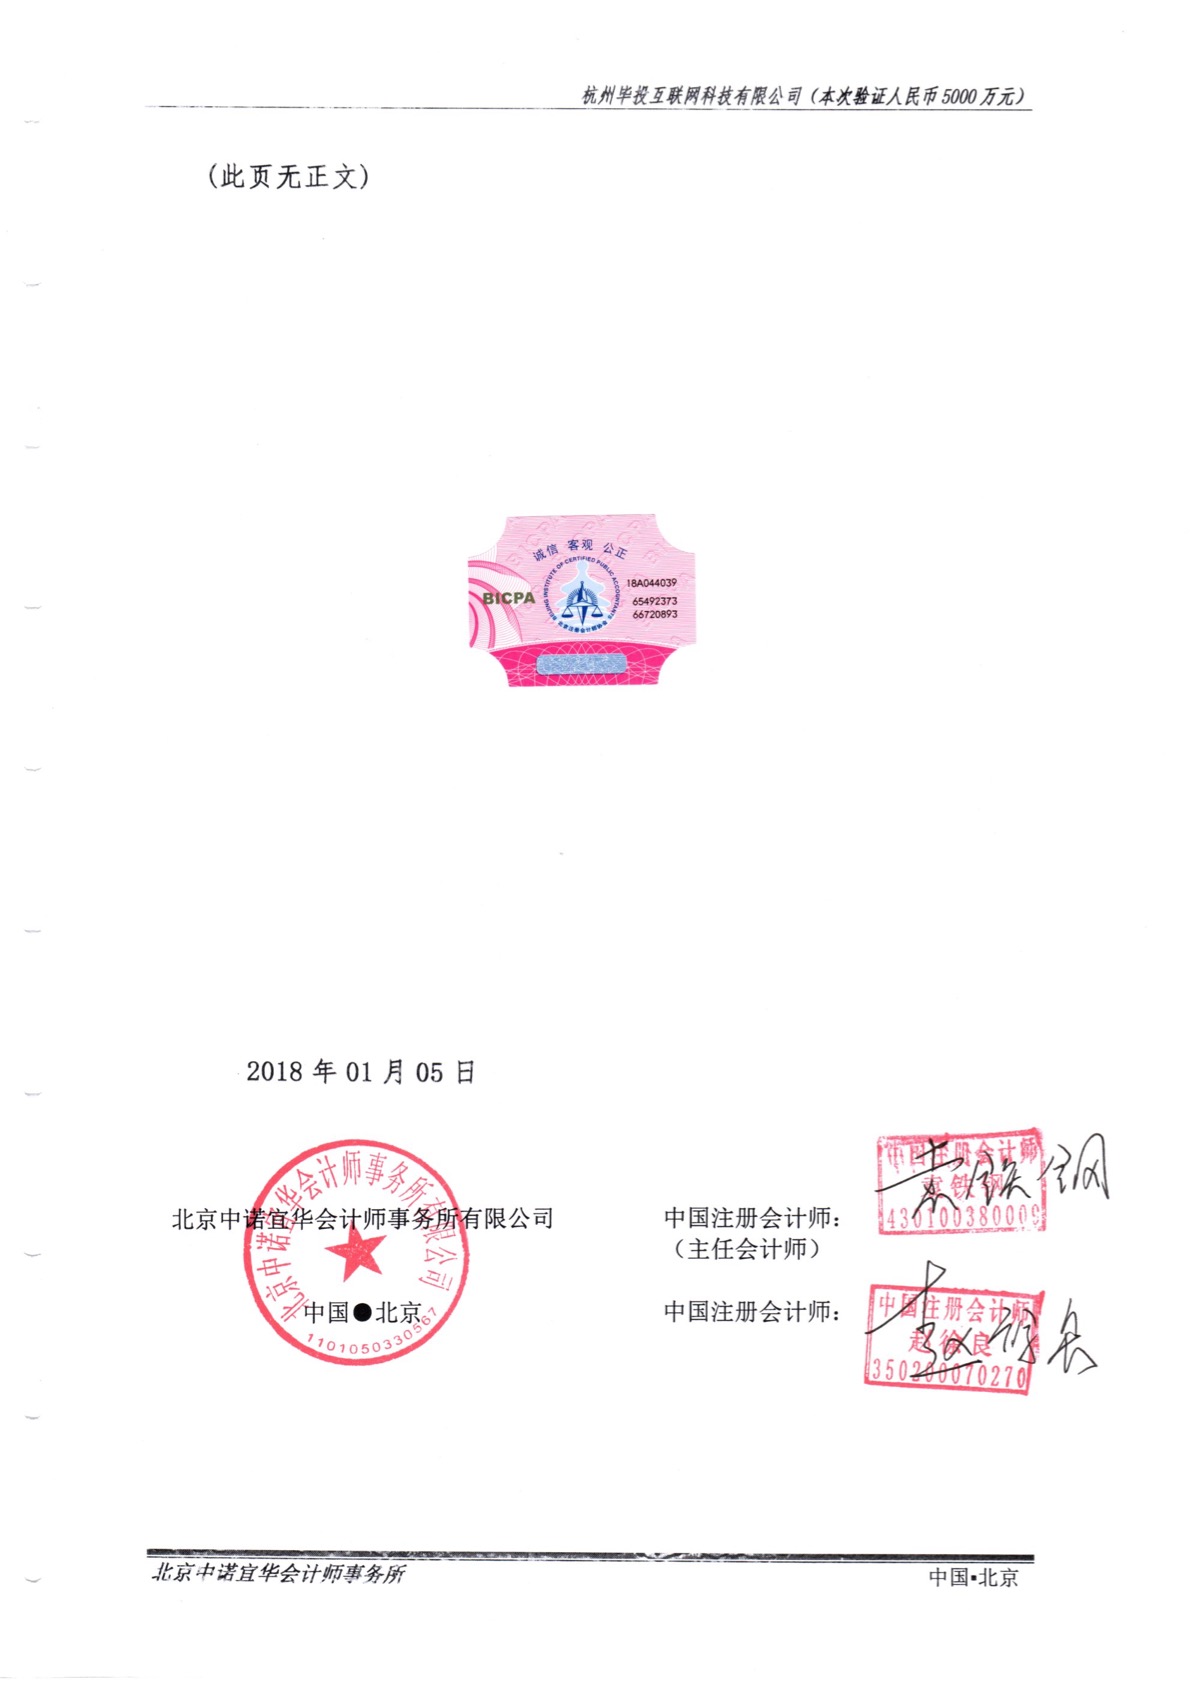 杭州毕投互联网科技有限公司（本次验证人民币5000万元）
(此页无正文)
诚信 客观 公正
BEIJING INSTITUTE OF CERTIFIED PUBLIC ACCOUNTANTS
北京注册会计师协会
BICPA
18A044039
65492373
66720893
2018 年 01 月 05 日
北京中诺宜华会计师事务所有限公司
北京中诺宜华会计师事务所有限公司
中国●北京
1101050330567
中国注册会计师：
（主任会计师）
中国注册会计师
袁铁钢
袁铁钢
中国注册会计师：
中国注册会计师
赵徐良
350200070270
北京中诺宜华会计师事务所
中国▪北京